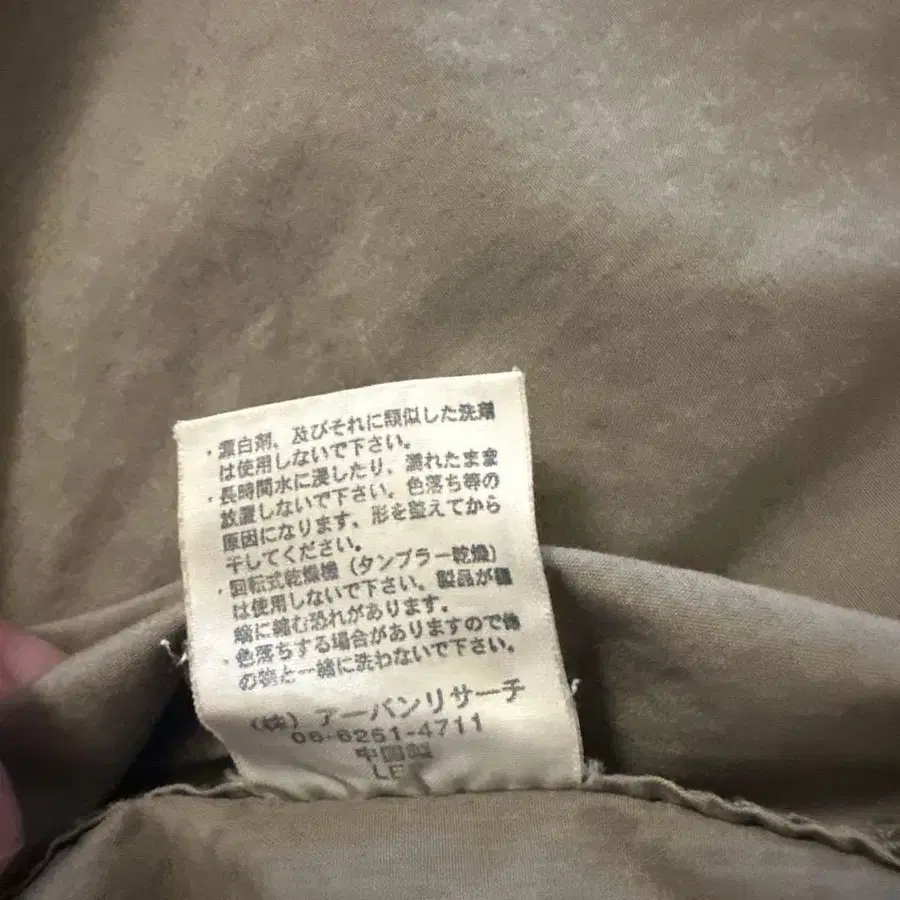 ・漂白剤、及びそれに類似した洗剤
は使用しないで下さい。
・長時間水に浸したり、濡れたまま
放置しないで下さい。色落ち等の
原因になります、形を整えてから
干してください。
・回転式乾燥機(タンブラー乾燥)
は使用しないで下さい。製品が極
端に縮む恐れがあります。
・色落ちする場合がありますので他
の物と一緒に洗わないで下さい。
(株)アーバンリサーチ
06-6251-4711
中国製